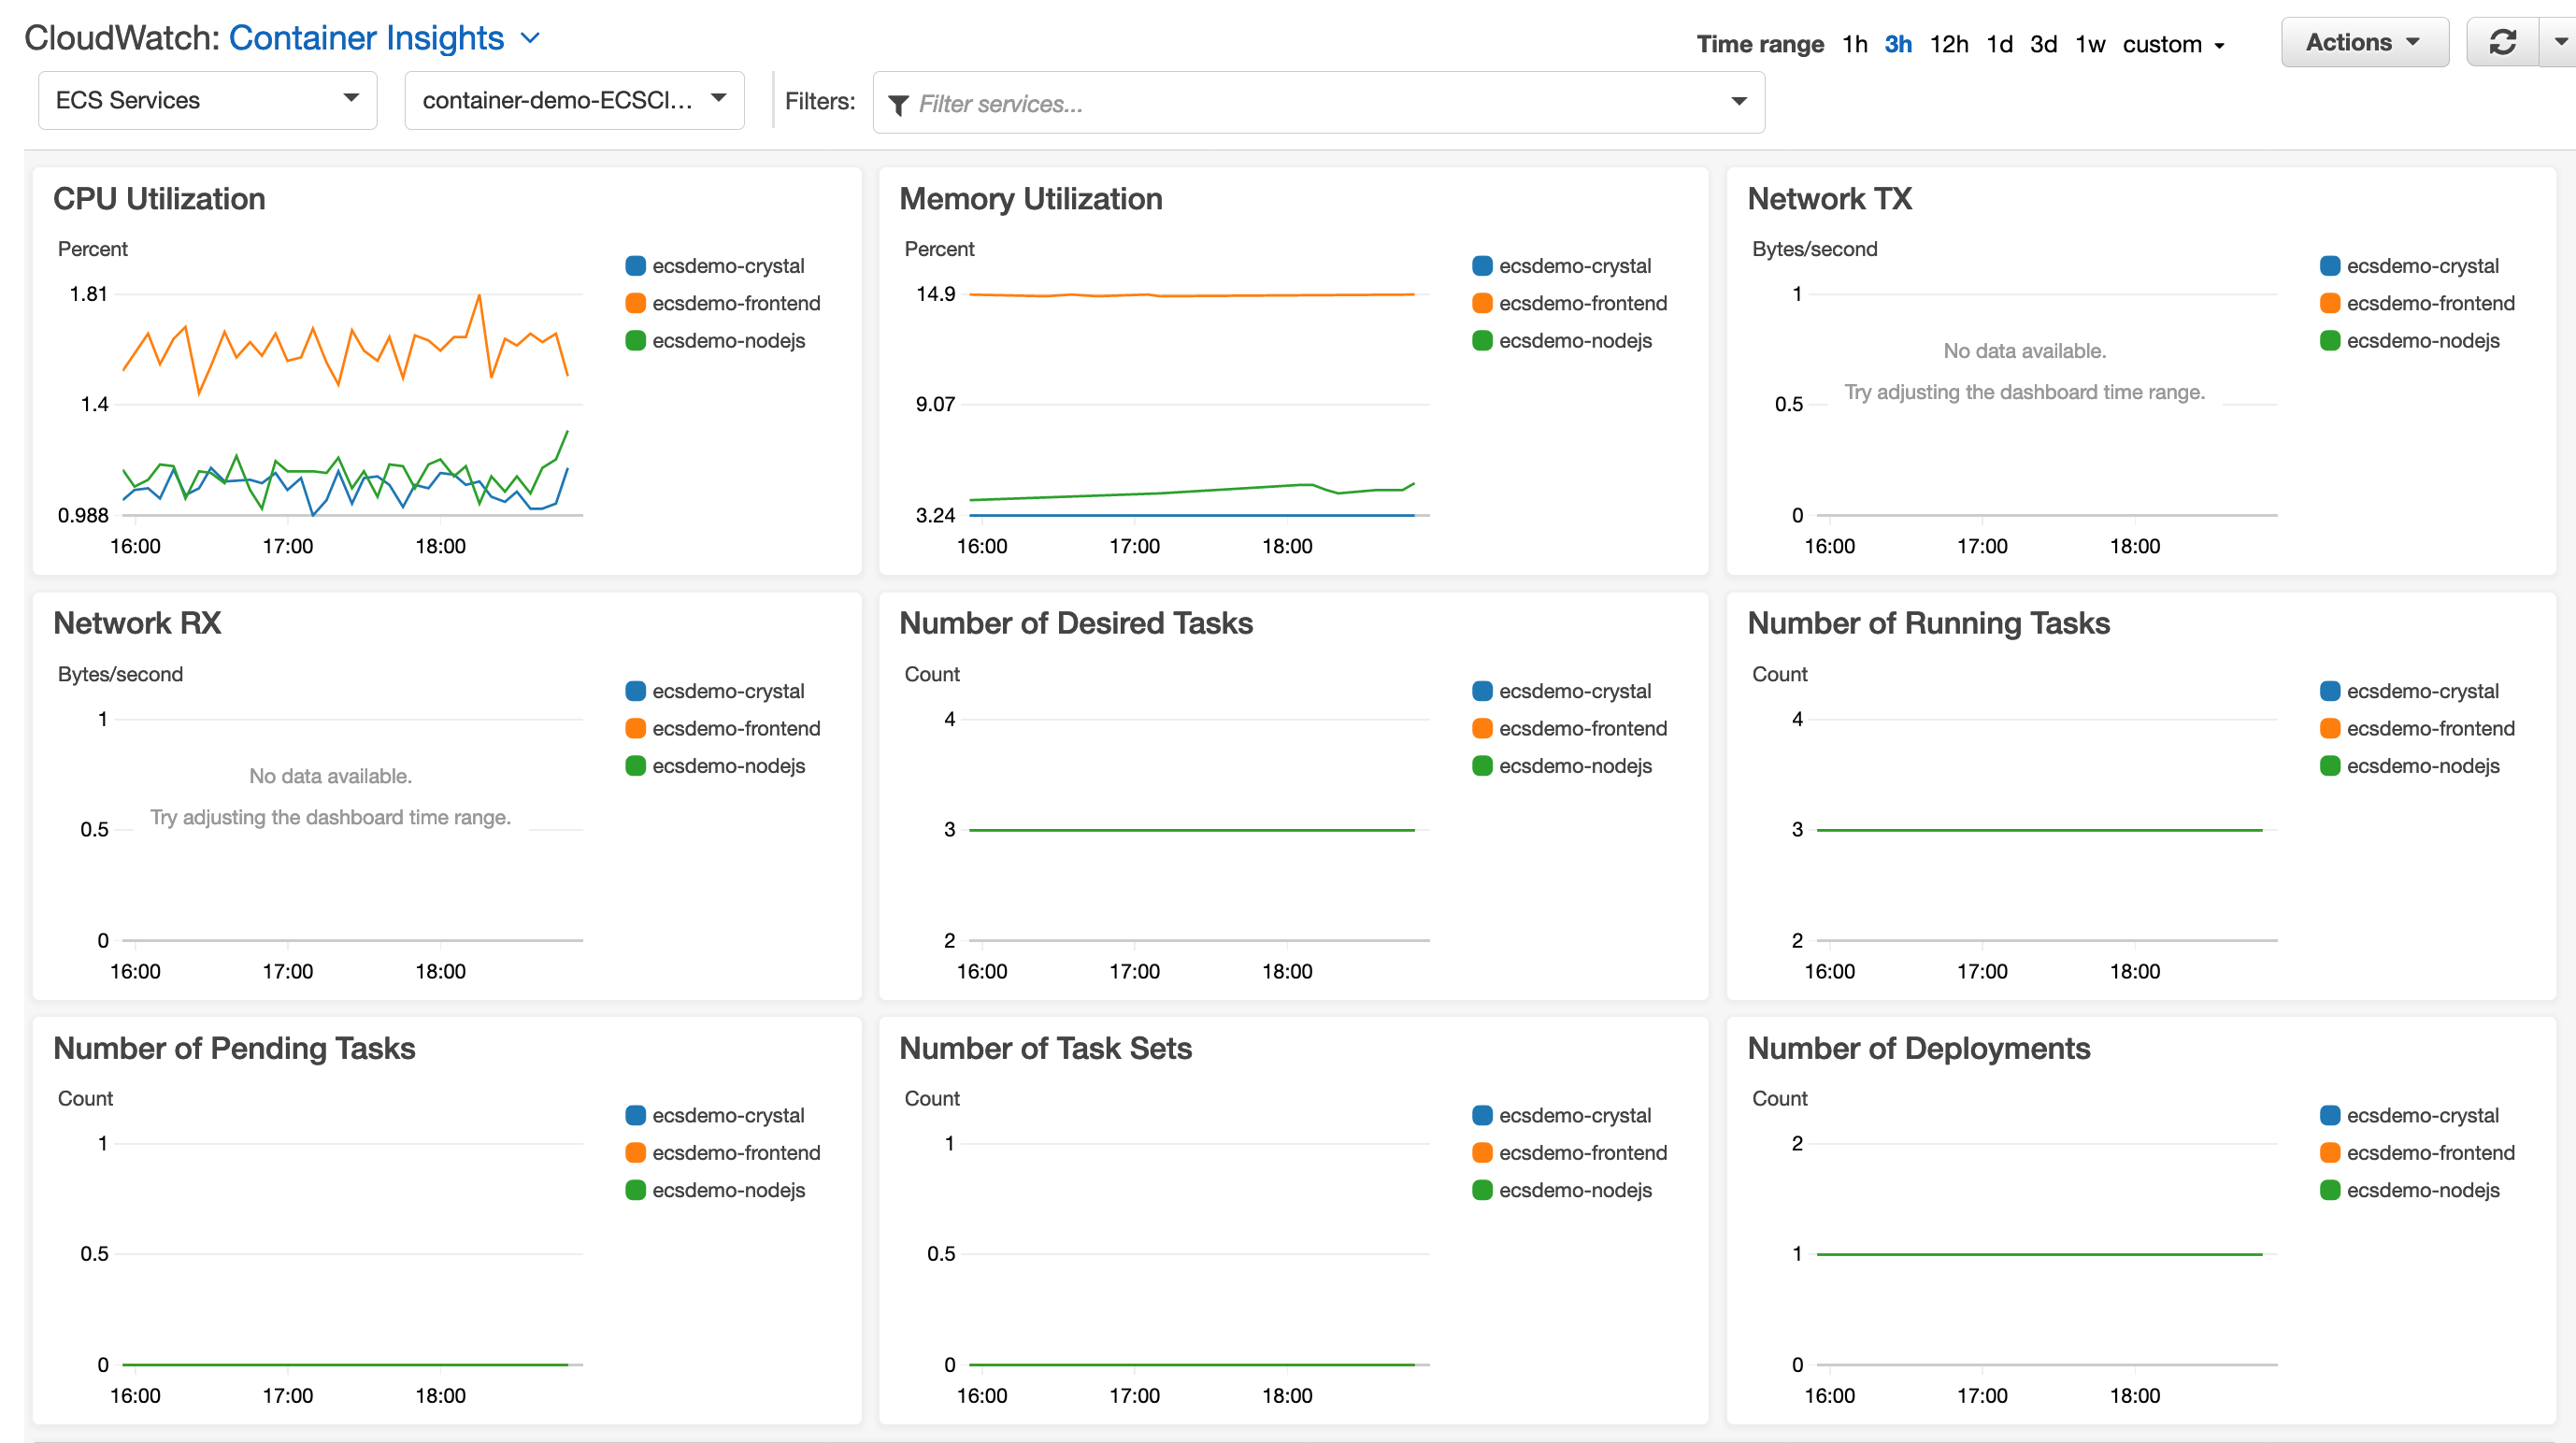 CloudWatch: Container Insights
Time range 1h 3h 12h 1d 3d 1w custom
Actions
ECS Services
container-demo-ECSCl...
Filters:
Filter services...
CPU Utilization
Percent
1.81
1.4
0.988
16:00 17:00 18:00
ecsdemo-crystal
ecsdemo-frontend
ecsdemo-nodejs
Memory Utilization
Percent
14.9
9.07
3.24
16:00 17:00 18:00
ecsdemo-crystal
ecsdemo-frontend
ecsdemo-nodejs
Network TX
Bytes/second
1
No data available.
Try adjusting the dashboard time range.
0.5
0
16:00 17:00 18:00
ecsdemo-crystal
ecsdemo-frontend
ecsdemo-nodejs
Network RX
Bytes/second
1
No data available.
Try adjusting the dashboard time range.
0.5
0
16:00 17:00 18:00
ecsdemo-crystal
ecsdemo-frontend
ecsdemo-nodejs
Number of Desired Tasks
Count
4
3
2
16:00 17:00 18:00
ecsdemo-crystal
ecsdemo-frontend
ecsdemo-nodejs
Number of Running Tasks
Count
4
3
2
16:00 17:00 18:00
ecsdemo-crystal
ecsdemo-frontend
ecsdemo-nodejs
Number of Pending Tasks
Count
1
0.5
0
16:00 17:00 18:00
ecsdemo-crystal
ecsdemo-frontend
ecsdemo-nodejs
Number of Task Sets
Count
1
0.5
0
16:00 17:00 18:00
ecsdemo-crystal
ecsdemo-frontend
ecsdemo-nodejs
Number of Deployments
Count
2
1
0
16:00 17:00 18:00
ecsdemo-crystal
ecsdemo-frontend
ecsdemo-nodejs